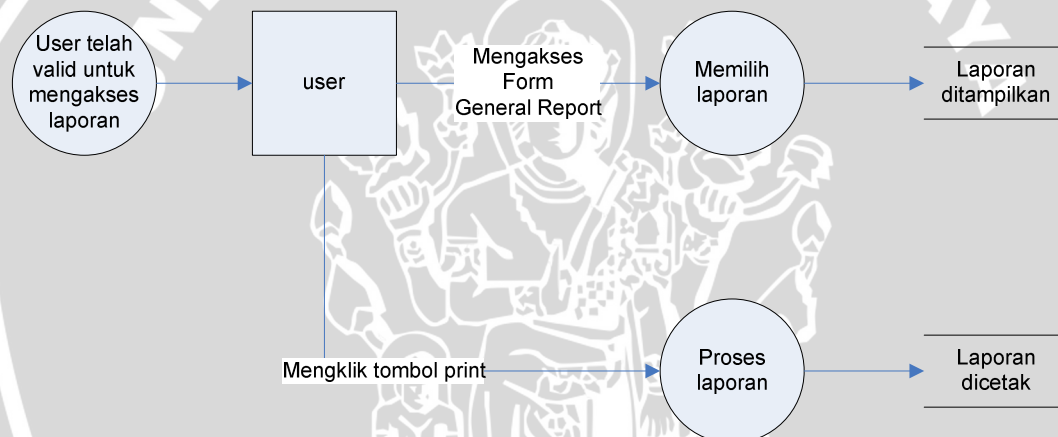 User telah
valid untuk
mengakses
laporan
user
Mengakses
Form
General Report
Memilih
laporan
Laporan
ditampilkan
Mengklik tombol print
Proses
laporan
Laporan
dicetak